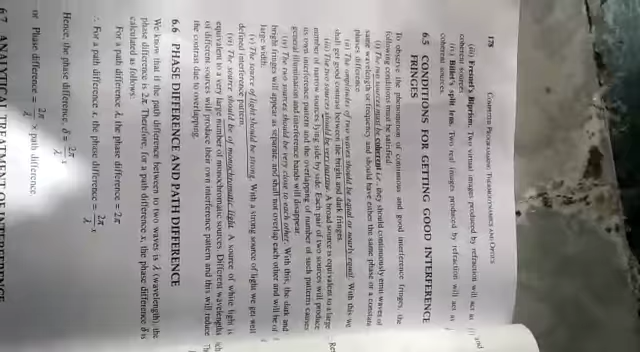 178 COMPUTER PROGRAMMING THERMODYNAMICS AND OPTICS
(iii) Fresnel's Biprism. Two virtual images produced by refraction will act as
coherent sources.
(iv) Billet's split lens. Two real images produced by refraction will act as
coherent sources.
6.5 CONDITIONS FOR GETTING GOOD INTERFERENCE
FRINGES
To observe the phenomenon of continuous and good interference fringes, the
following conditions must be satisfied.
(i) The two sources must be coherent i.e. they should continuously emit waves of
same wavelength or frequency and should have either the same phase or a constant
phases difference.
(ii) The amplitudes of two waves should be equal or nearly equal. With this we
shall get good contrast between the bright and dark fringes.
(iii) The two sources should be very narrow. A broad source is equivalent to a large
number of narrow sources lying side by side. Each pair of two sources will produce
its own interference pattern and the overlapping of number of such patterns causes
general illumination and interference bands will disappear.
(iv) The two sources should be very close to each other. With this, the dark and
bright fringes will appear as separate and shall not overlay each other and will be of
large width.
(v) The source of light should be strong. With a strong source of light we get well
defined interference pattern.
(vi) The source should be of monochromatic light. A source of white light is
equivalent to a very large number of monochromatic sources. Different wavelengths
of different sources will produce their own interference pattern and this will reduce
the contrast due to overlapping.
6.6 PHASE DIFFERENCE AND PATH DIFFERENCE
We know that if the path difference between to two waves is λ (wavelength), the
phase difference is 2π. Therefore, for a path difference x, the phase difference δ is
calculated as follows:
For a path difference λ, the phase difference = 2π
∴ For a path difference x, the phase difference = 2π/λ x
Hence, the phase difference, δ = 2π/λ x
or Phase difference = 2π/λ × path difference
6.7 ANALYTICAL TREATMENT OF INTERFERENCE